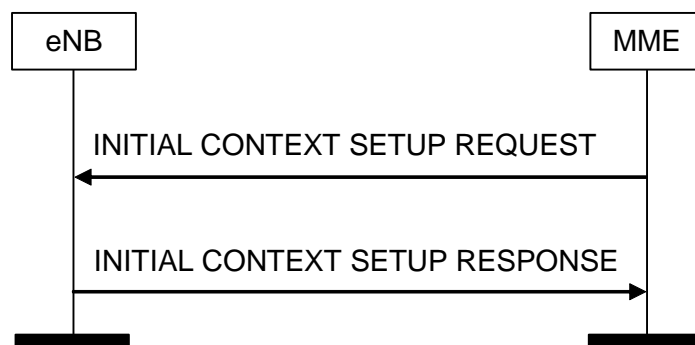 eNB
MME
INITIAL CONTEXT SETUP REQUEST
INITIAL CONTEXT SETUP RESPONSE